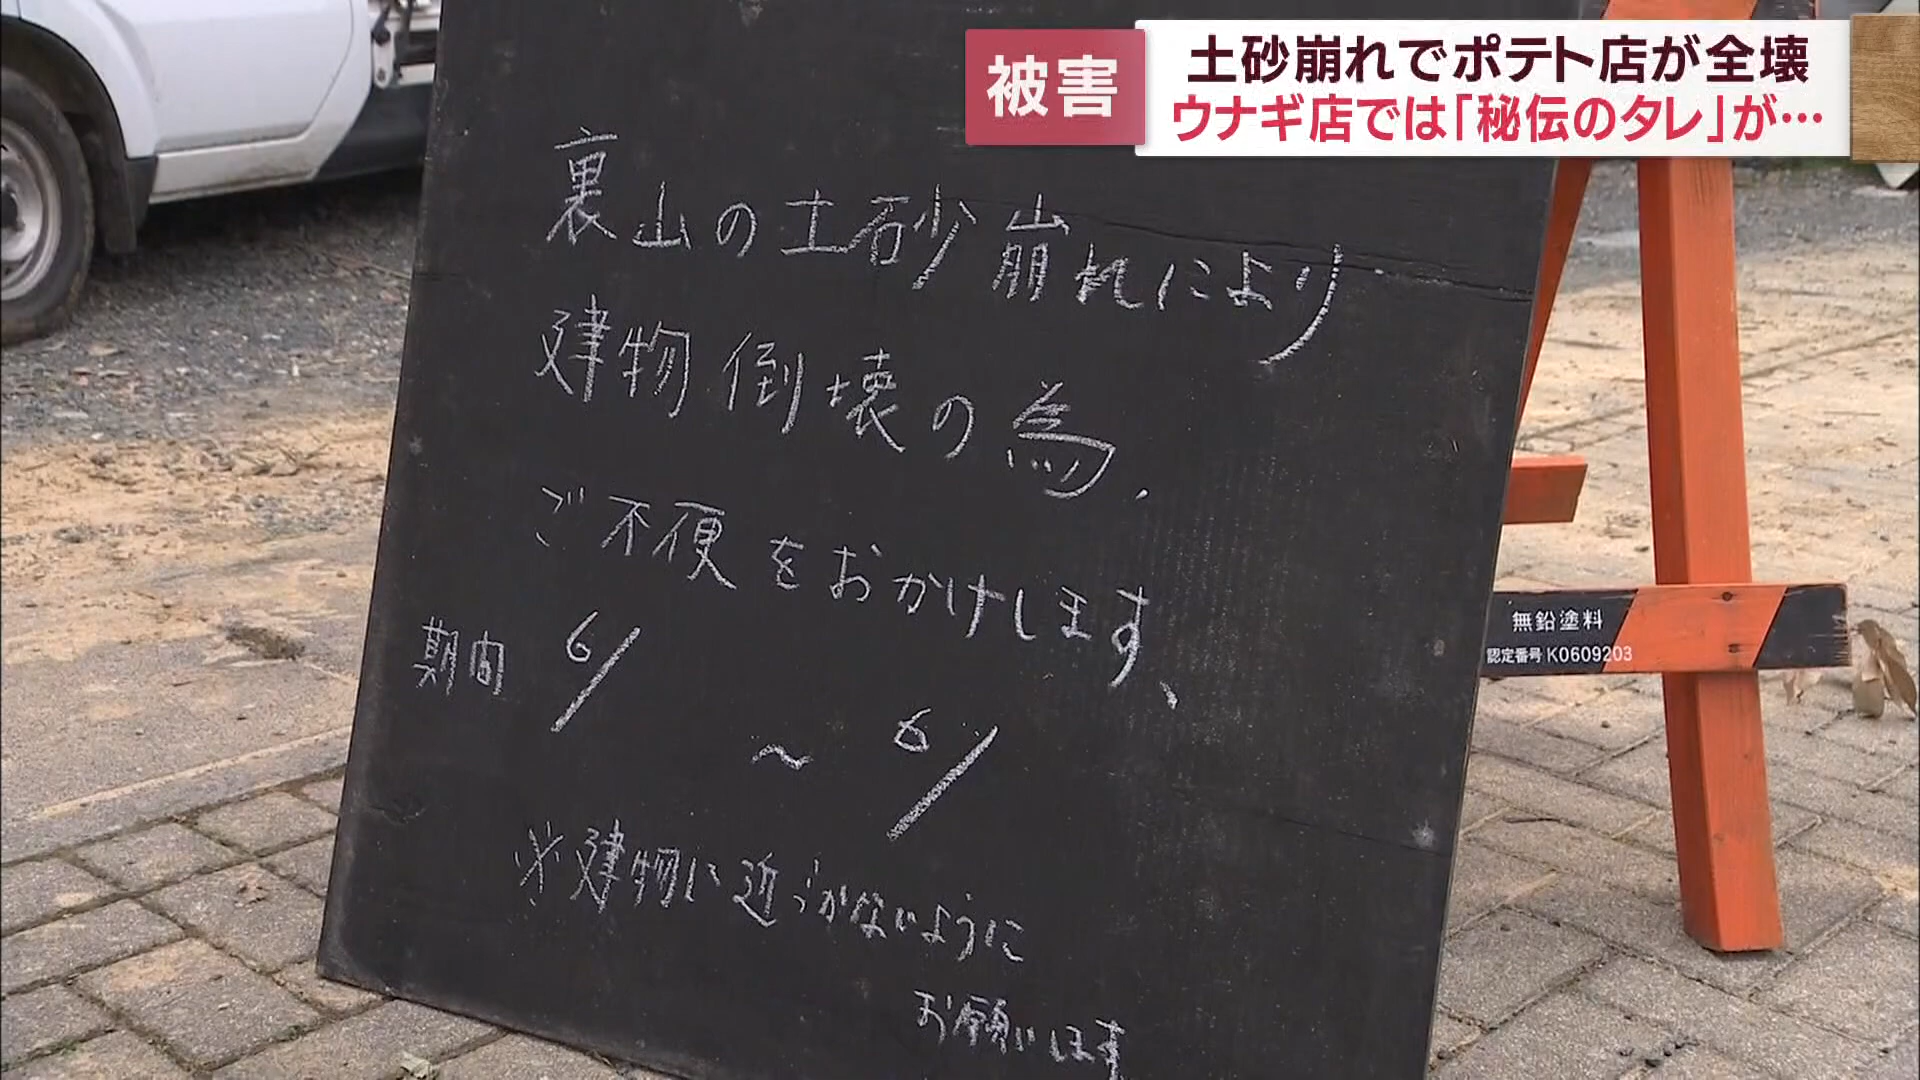 被害
土砂崩れでポテト店が全壊
ウナギ店では「秘伝のタレ」が…
裏山の土砂崩れにより
建物倒壊の為、
ご不便をおかけします、
期間 6/
～ 6/
※建物に近づかないように
お願いします
無鉛塗料
認定番号 K0609203